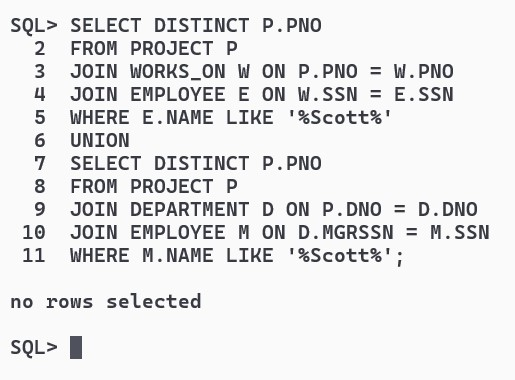 SQL> SELECT DISTINCT P.PNO
2 FROM PROJECT P
3 JOIN WORKS_ON W ON P.PNO = W.PNO
4 JOIN EMPLOYEE E ON W.SSN = E.SSN
5 WHERE E.NAME LIKE '%Scott%'
6 UNION
7 SELECT DISTINCT P.PNO
8 FROM PROJECT P
9 JOIN DEPARTMENT D ON P.DNO = D.DNO
10 JOIN EMPLOYEE M ON D.MGRSSN = M.SSN
11 WHERE M.NAME LIKE '%Scott%';
no rows selected
SQL>